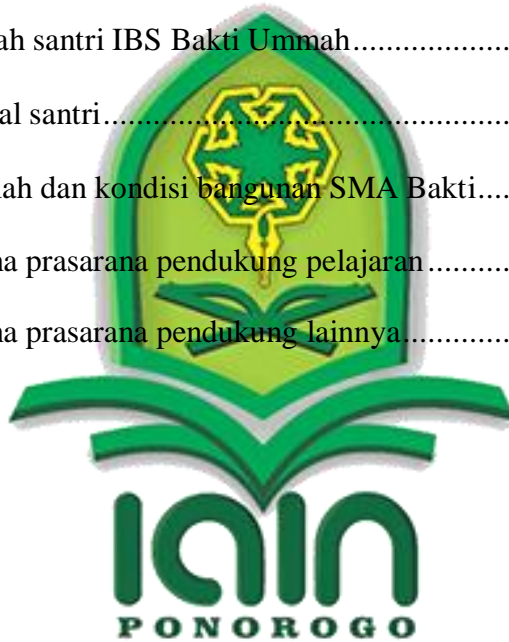 ah santri IBS Bakti Ummah....................
al santri.................................................
ah dan kondisi bangunan SMA Bakti....
na prasarana pendukung pelajaran...........
na prasarana pendukung lainnya.............
iain
PONOROGO